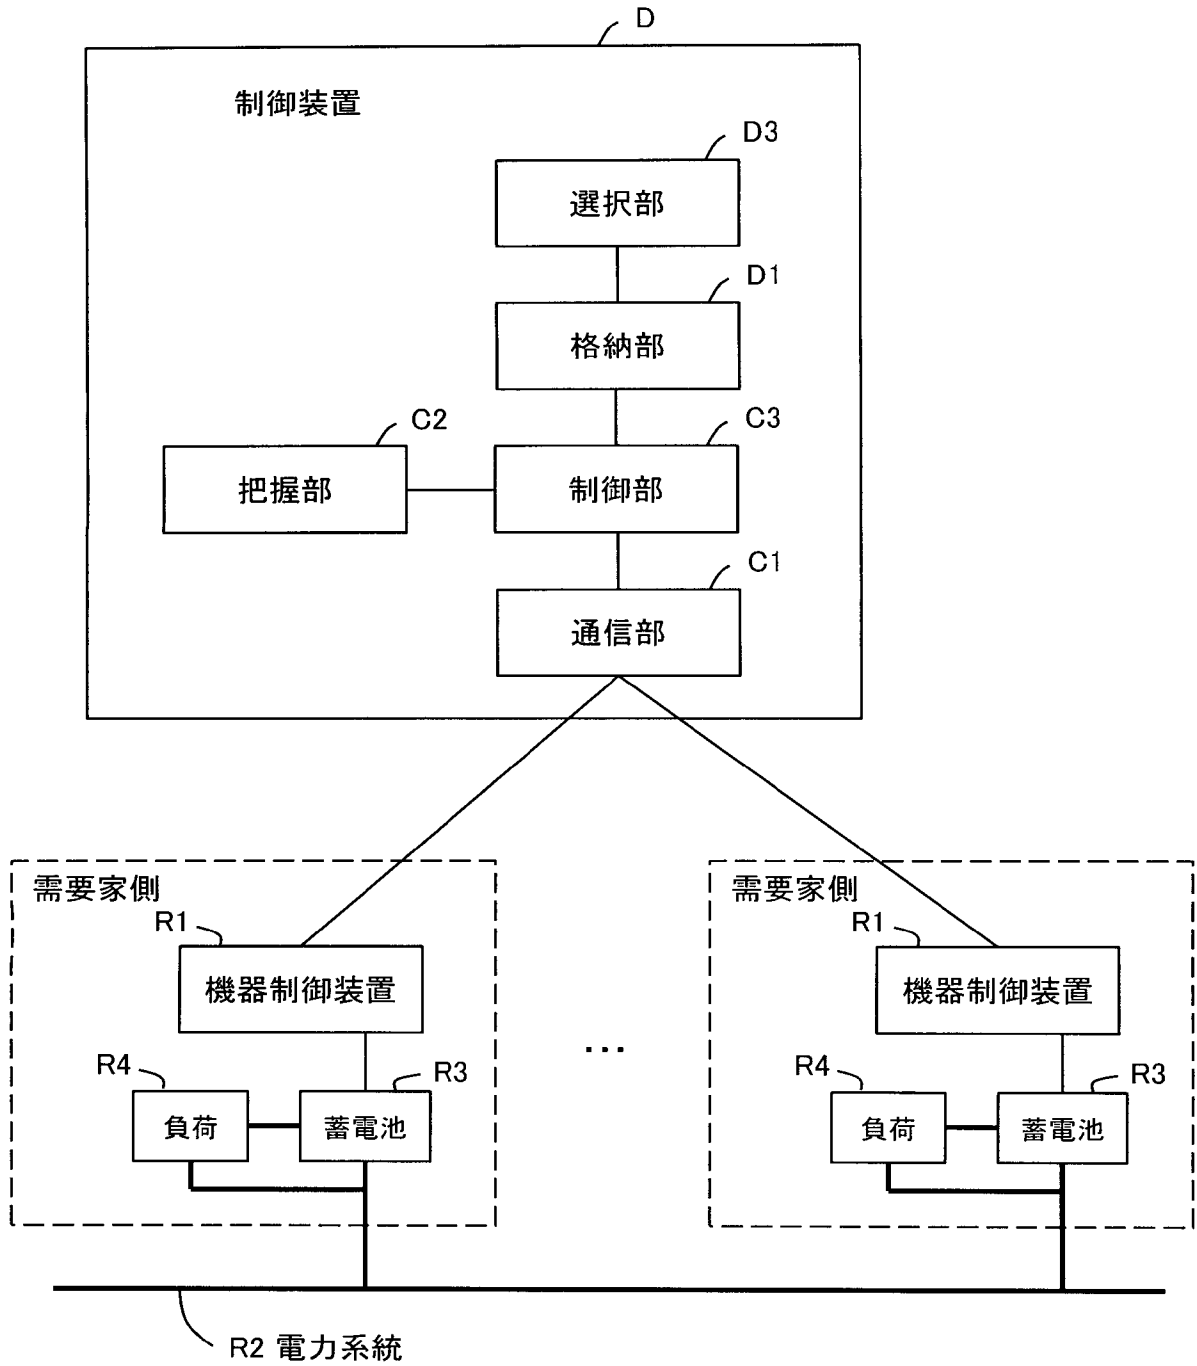 D
制御装置
D3
選択部
D1
格納部
C2
把握部
C3
制御部
C1
通信部
需要家側
R1
機器制御装置
R4
負荷
R3
蓄電池
…
需要家側
R1
機器制御装置
R4
負荷
R3
蓄電池
R2 電力系統